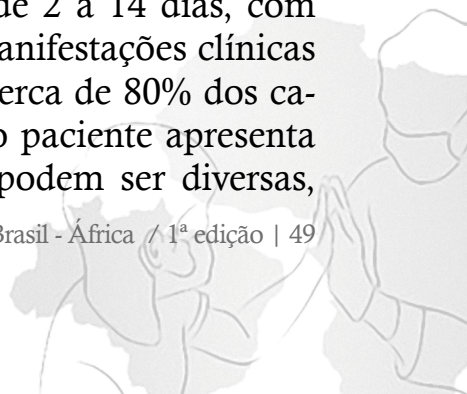 de 2 a 14 dias, com
anifestações clínicas
erca de 80% dos ca-
o paciente apresenta
podem ser diversas,
Brasil - África / 1ª edição | 49